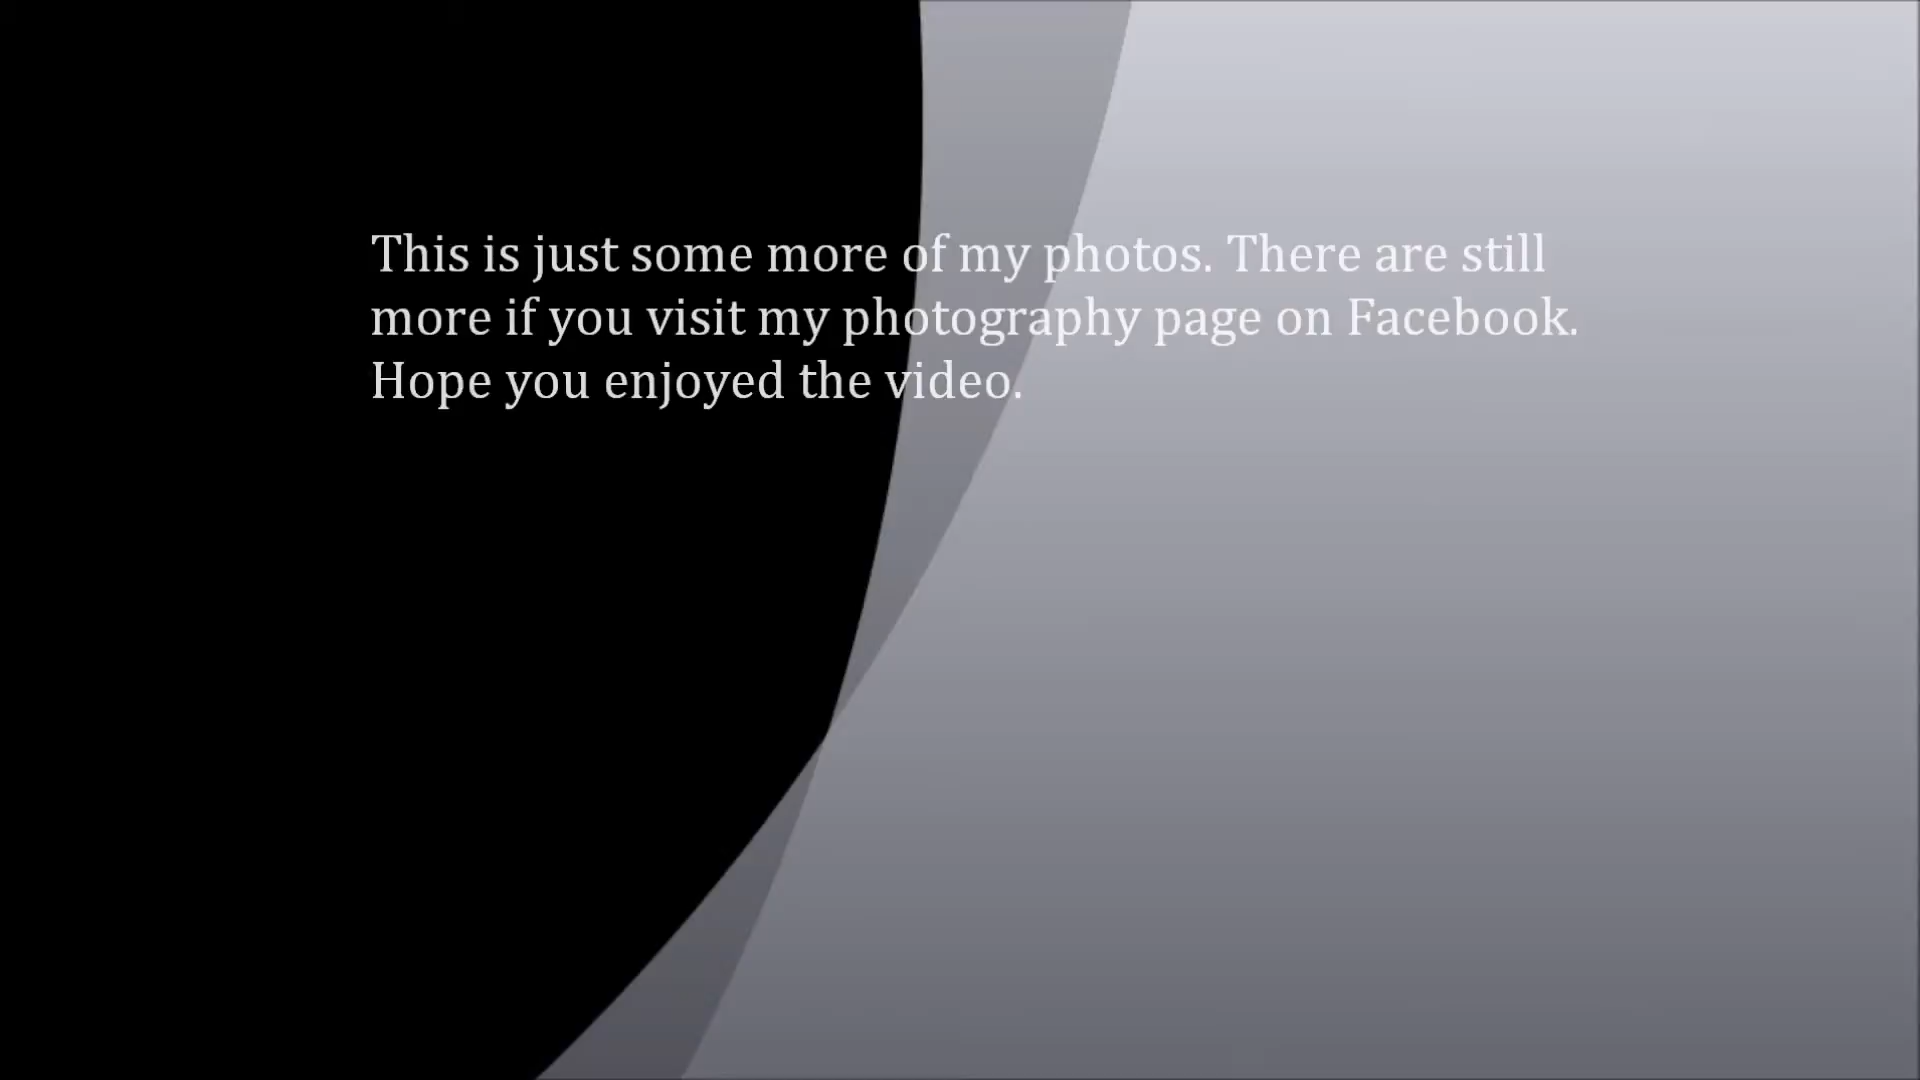 This is just some more of my photos. There are still
more if you visit my photography page on Facebook.
Hope you enjoyed the video.